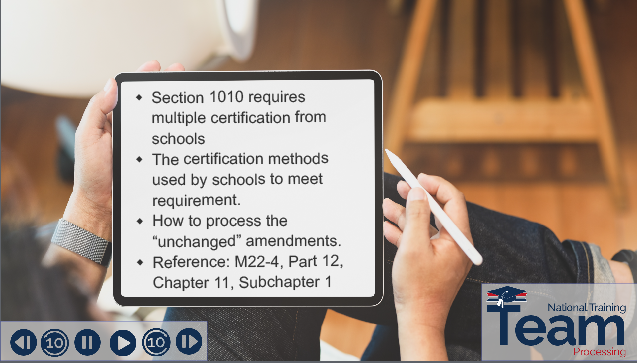 ◆ Section 1010 requires
multiple certification from
schools
◆ The certification methods
used by schools to meet
requirement.
◆ How to process the
“unchanged” amendments.
◆ Reference: M22-4, Part 12,
Chapter 11, Subchapter 1
10
10
National Training
Team
Processing